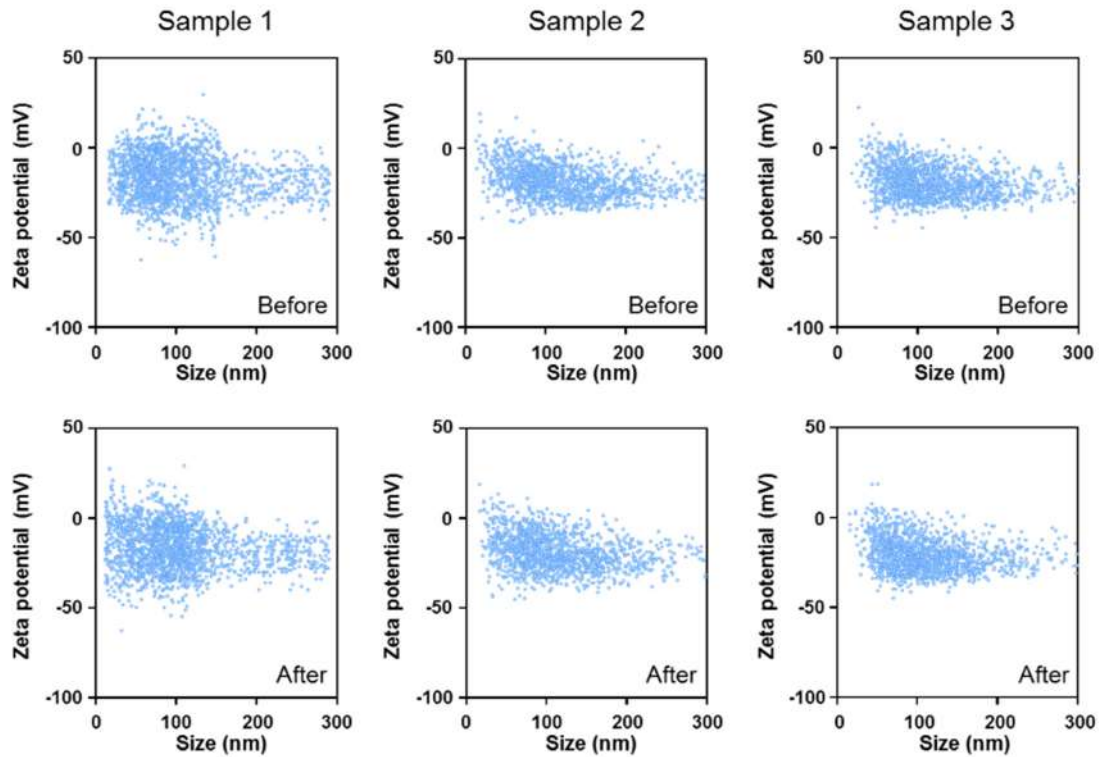 Sample 1
Sample 2
Sample 3
50
0
-50
-100
Zeta potential (mV)
0 100 200 300
Size (nm)
Before
50
0
-50
-100
Zeta potential (mV)
0 100 200 300
Size (nm)
Before
50
0
-50
-100
Zeta potential (mV)
0 100 200 300
Size (nm)
Before
50
0
-50
-100
Zeta potential (mV)
0 100 200 300
Size (nm)
After
50
0
-50
-100
Zeta potential (mV)
0 100 200 300
Size (nm)
After
50
0
-50
-100
Zeta potential (mV)
0 100 200 300
Size (nm)
After